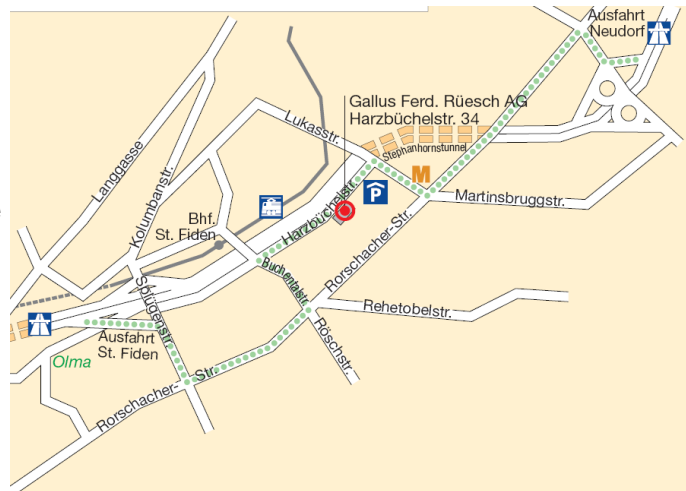 Ausfahrt
Neudorf
Gallus Ferd. Rüesch AG
Harzbüchelstr. 34
Lukasstr.
Stephanhornstunnel
M
P
Langgasse
Kolumbanstr.
Bhf.
St. Fiden
Harzbüchelstr.
Martinsbruggstr.
Rorschacher-Str.
Buchentalstr.
Splügenstr.
Rehetobelstr.
Röschstr.
Ausfahrt
St. Fiden
Olma
Rorschacher- Str.